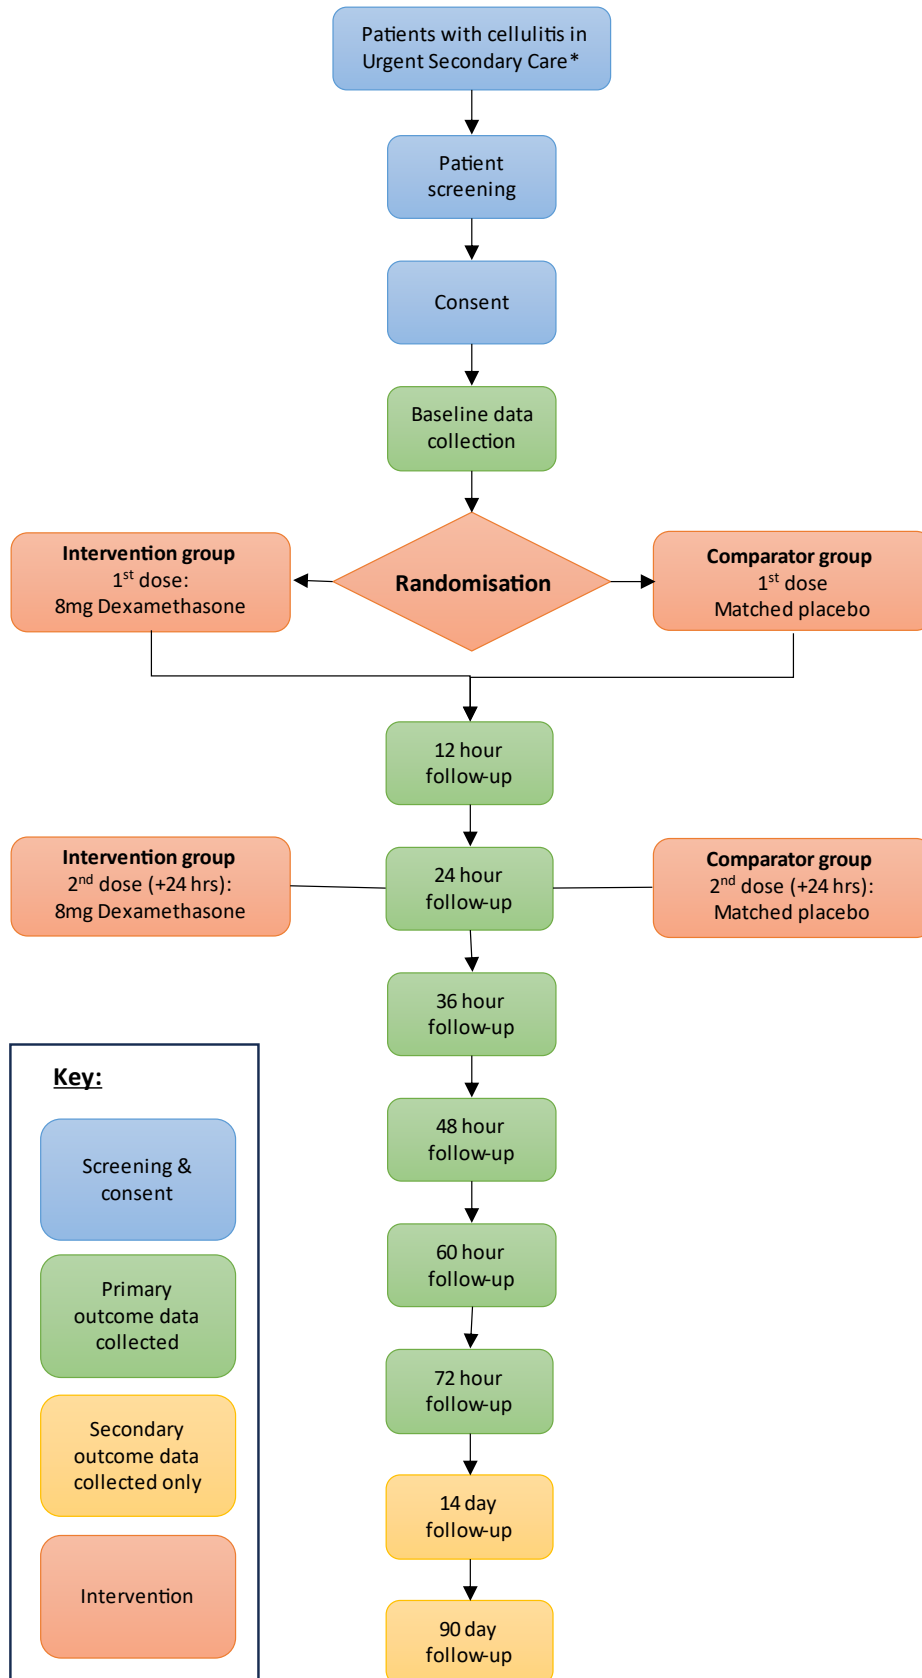 Patients with cellulitis in
Urgent Secondary Care*
Patient
screening
Consent
Baseline data
collection
Intervention group
1st dose:
8mg Dexamethasone
Randomisation
Comparator group
1st dose
Matched placebo
12 hour
follow-up
Intervention group
2nd dose (+24 hrs):
8mg Dexamethasone
24 hour
follow-up
Comparator group
2nd dose (+24 hrs):
Matched placebo
36 hour
follow-up
48 hour
follow-up
60 hour
follow-up
72 hour
follow-up
14 day
follow-up
90 day
follow-up
Key:
Screening &
consent
Primary
outcome data
collected
Secondary
outcome data
collected only
Intervention